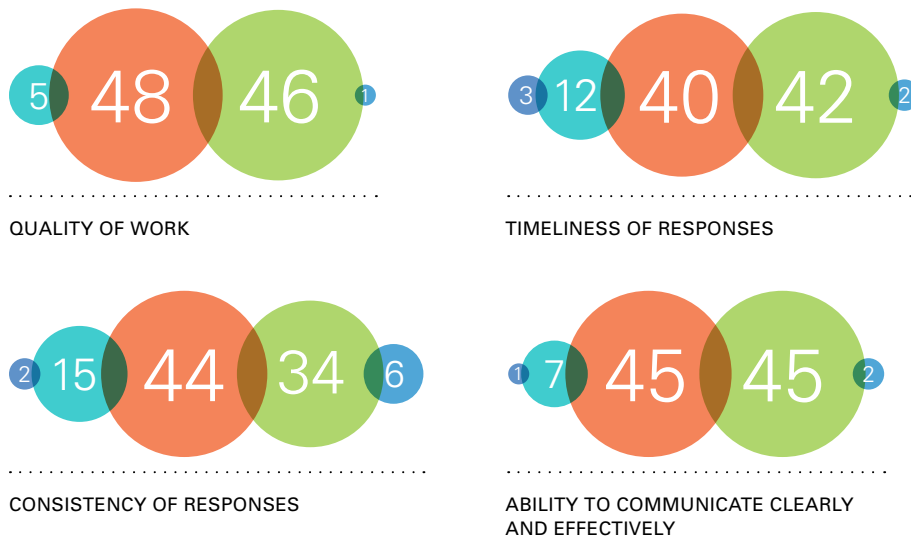 5 48 46 1
QUALITY OF WORK
3 12 40 42 2
TIMELINESS OF RESPONSES
2 15 44 34 6
CONSISTENCY OF RESPONSES
1 7 45 45 2
ABILITY TO COMMUNICATE CLEARLY
AND EFFECTIVELY